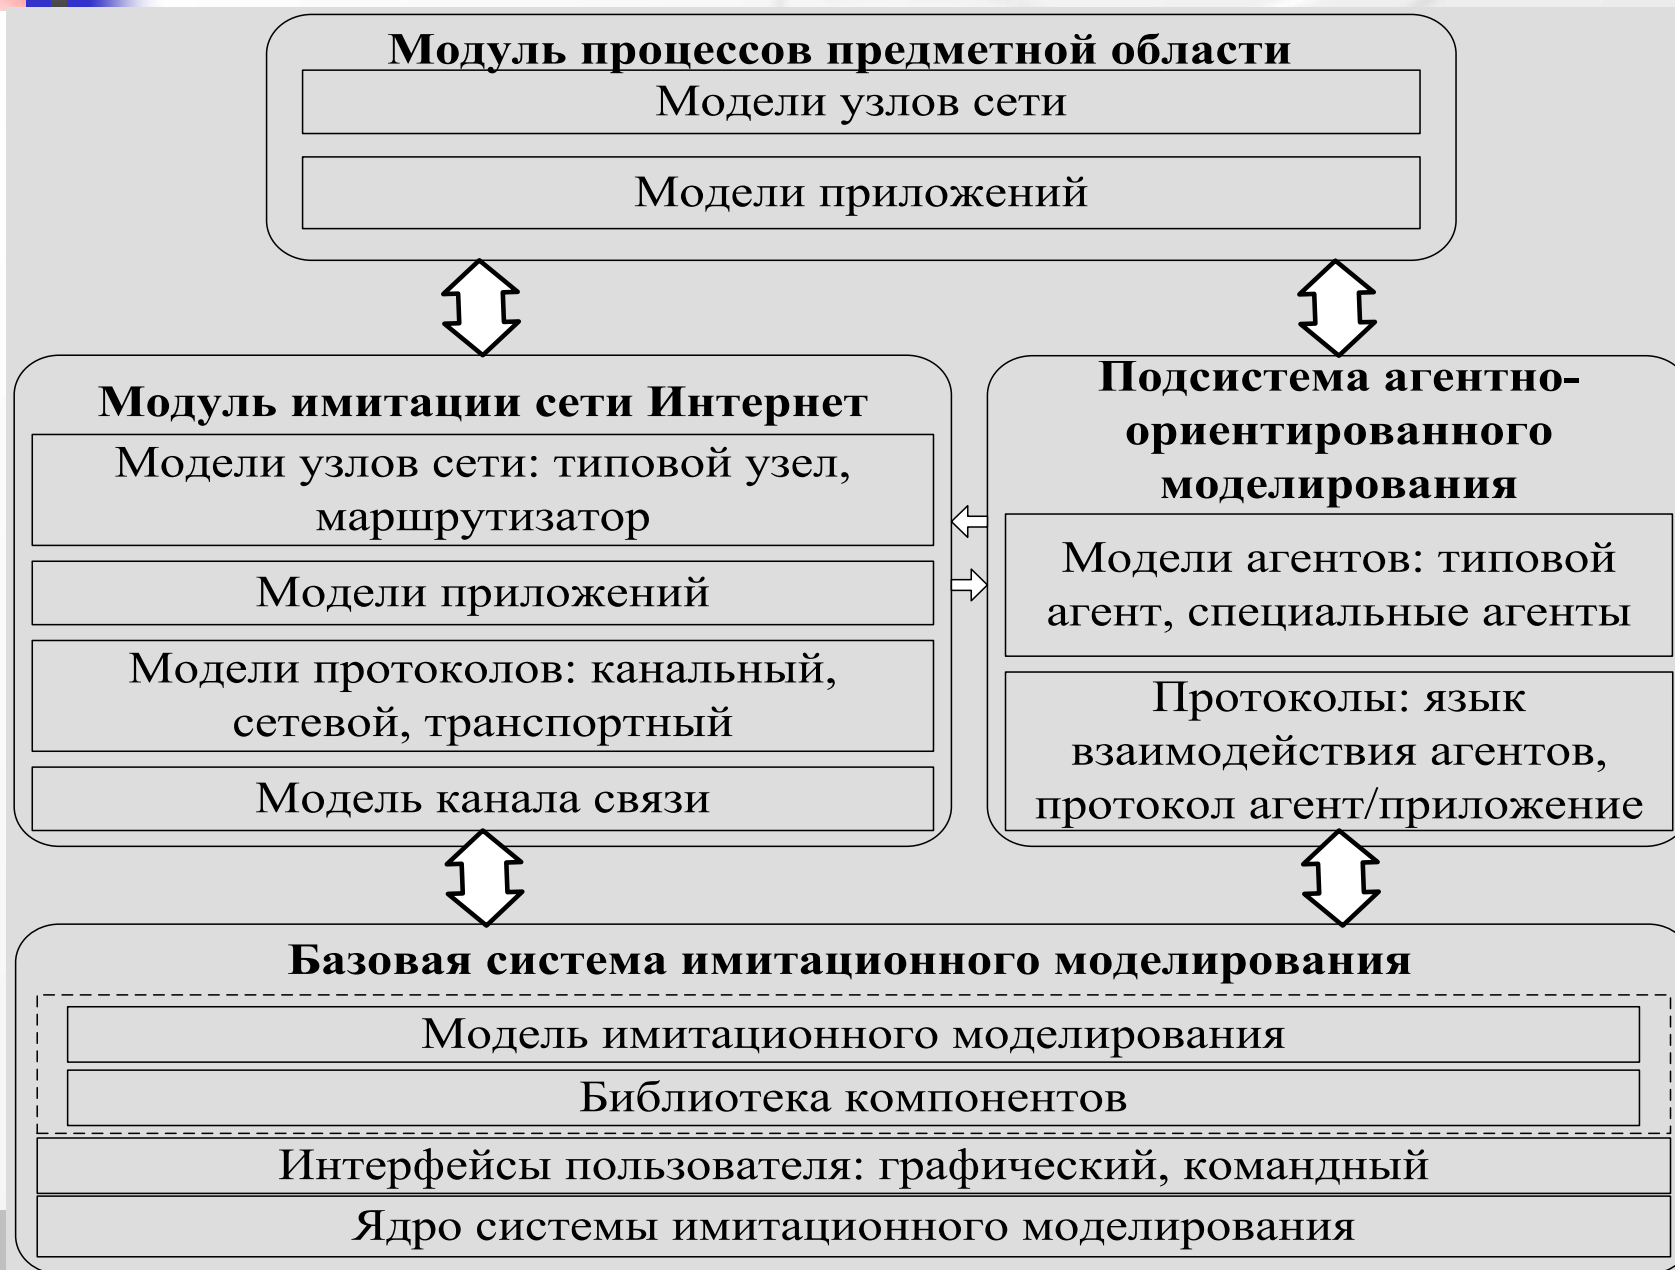 Модуль процессов предметной области
Модели узлов сети
Модели приложений
Модуль имитации сети Интернет
Модели узлов сети: типовой узел,
маршрутизатор
Модели приложений
Модели протоколов: канальный,
сетевой, транспортный
Модель канала связи
Подсистема агентно-
ориентированного
моделирования
Модели агентов: типовой
агент, специальные агенты
Протоколы: язык
взаимодействия агентов,
протокол агент/приложение
Базовая система имитационного моделирования
Модель имитационного моделирования
Библиотека компонентов
Интерфейсы пользователя: графический, командный
Ядро системы имитационного моделирования